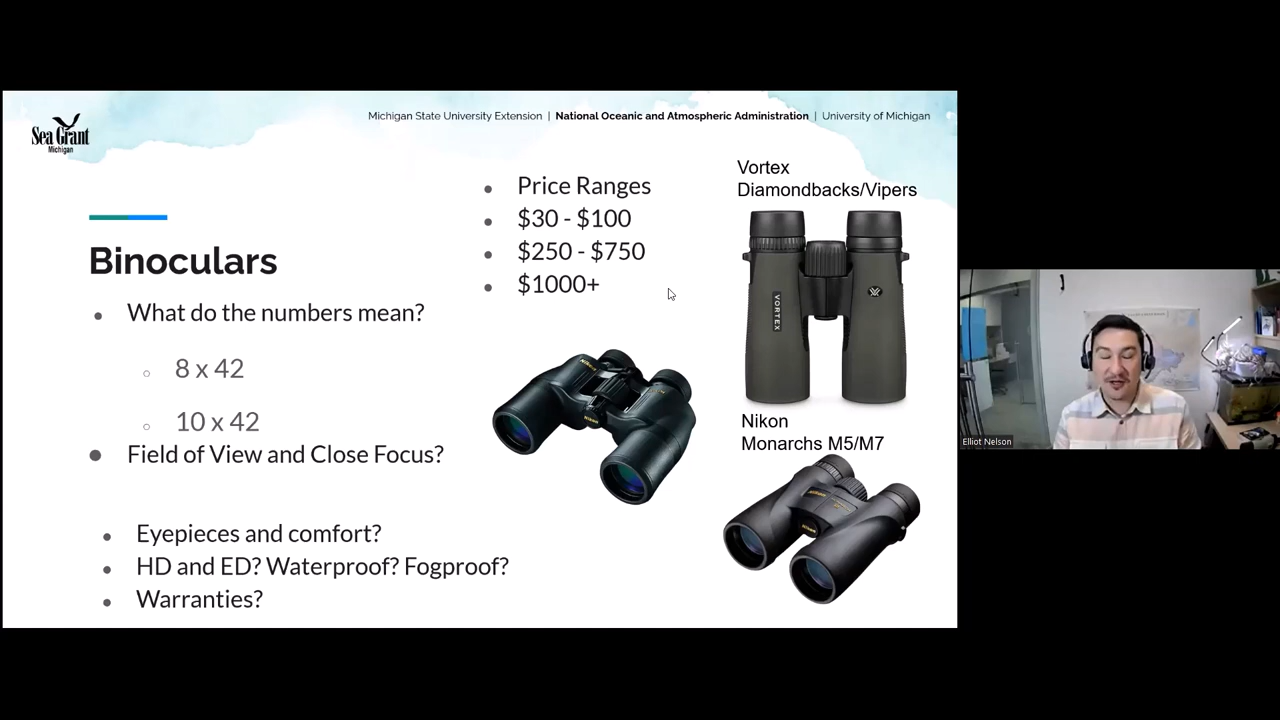 Michigan State University Extension | National Oceanic and Atmospheric Administration | University of Michigan
Sea Grant
Michigan
Binoculars
What do the numbers mean?
8 x 42
10 x 42
Field of View and Close Focus?
Eyepieces and comfort?
HD and ED? Waterproof? Fogproof?
Warranties?
Price Ranges
$30 - $100
$250 - $750
$1000+
Vortex
Diamondbacks/Vipers
VORTEX
Nikon
Monarchs M5/M7
Elliot Nelson